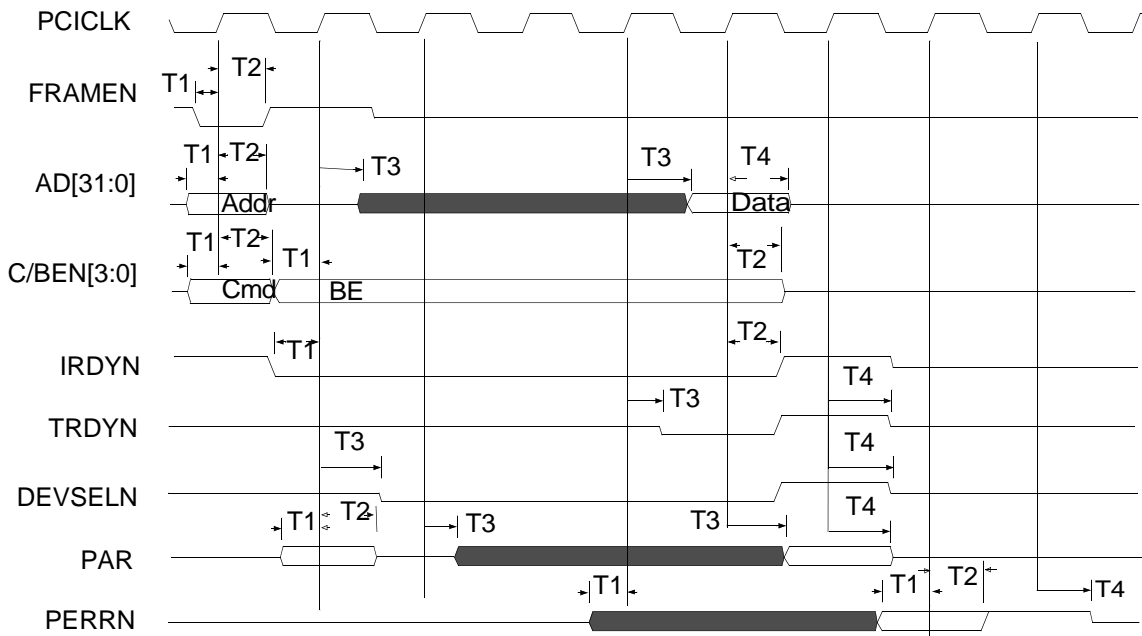 PCICLK
T2
T1
FRAMEN
T1 T2 T3 T3 T4
AD[31:0]
Addr Data
T1 T2 T1
C/BEN[3:0] T2
Cmd BE
T1 T2
IRDYN
T4
T3
TRDYN
T3 T4
DEVSELN
T1 T2 T3 T3 T4
PAR
T1 T1 T2 T4
PERRN